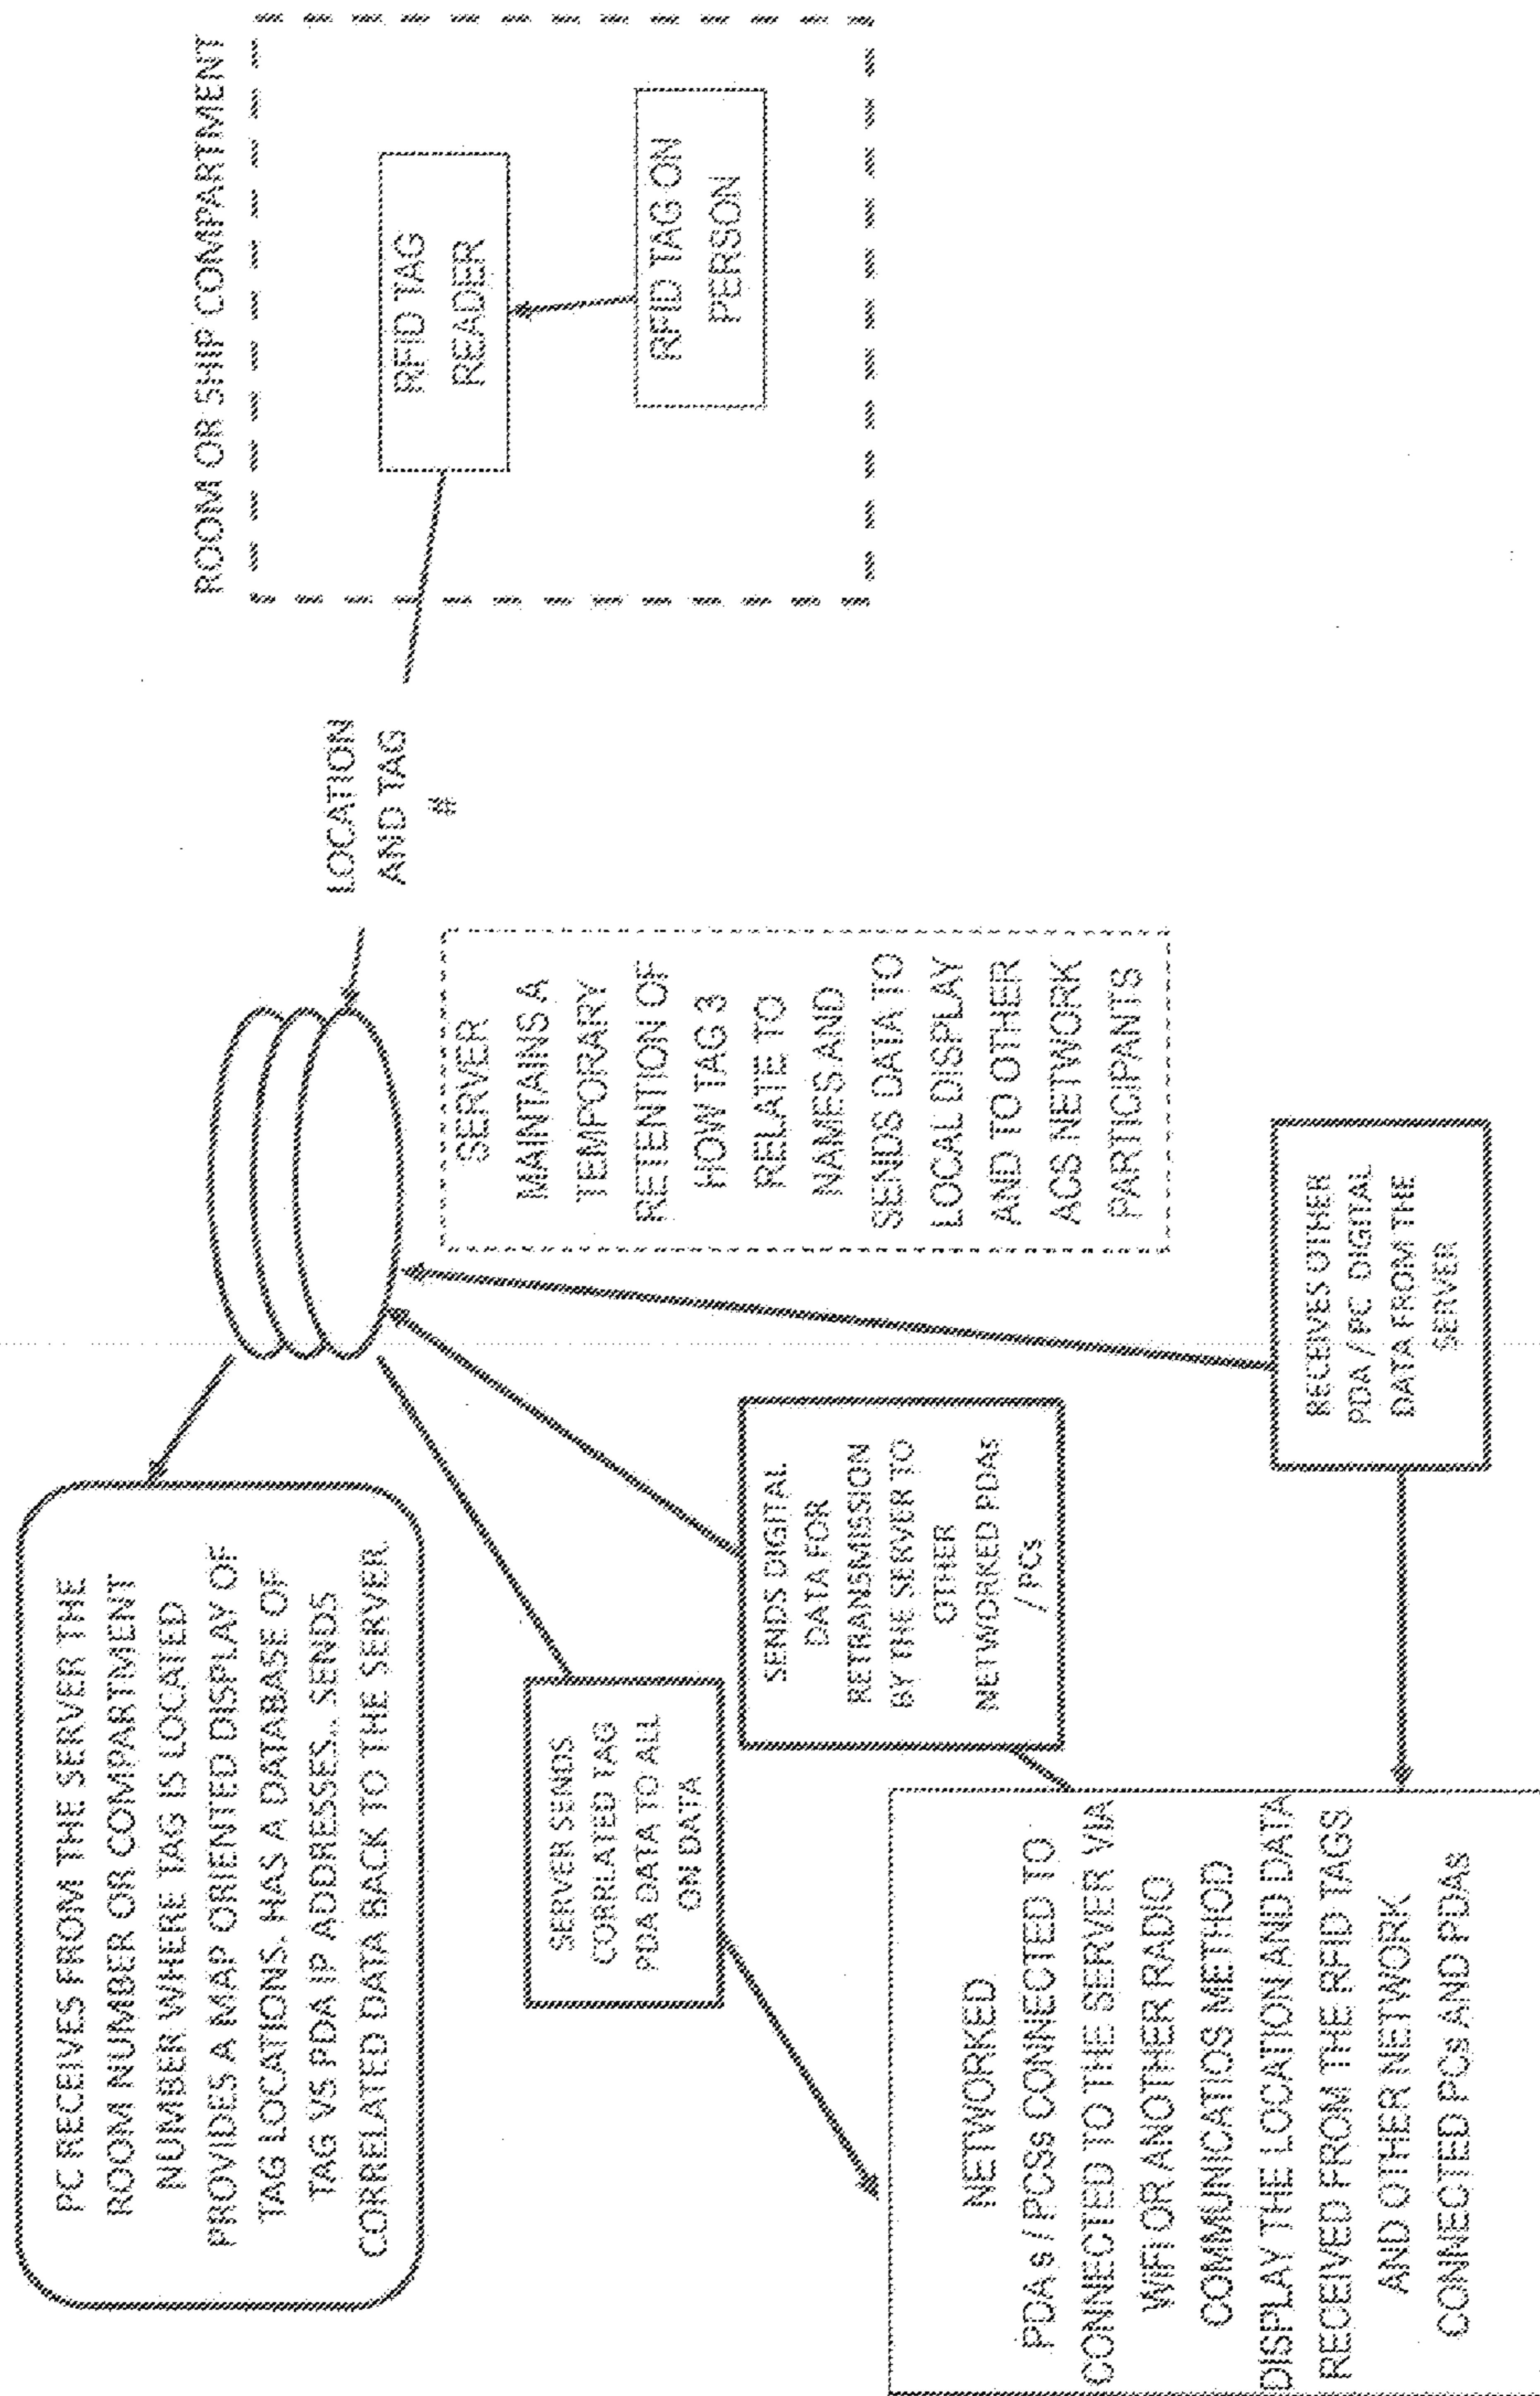 PC RECEIVES FROM THE SERVER THE
ROOM NUMBER OR COMPARTMENT
NUMBER WHERE TAG IS LOCATED
PROVIDES A MAP ORIENTED DISPLAY OF
TAG LOCATIONS. HAS A DATABASE OF
TAG VS PDA IP ADDRESSES,. SENDS
CORRELATED DATA BACK TO THE SERVER.
LOCATION
AND TAG
#
ROOM OR SHIP COMPARTMENT
RFID TAG
READER
RFID TAG ON
PERSON
SERVER
MAINTAINS A
TEMPORARY
RETENTION OF
HOW TAG 3
RELATE TO
NAMES AND
SENDS DATA TO
LOCAL DISPLAY
AND TO OTHER
ACS NETWORK
PARTICIPANTS
SERVER SENDS
CORRLATED TAG
PDA DATA TO ALL
ON DATA
SENDS DIGITAL
DATA FOR
RETRANSMISSION
BY THE SERVER TO
OTHER
NETWORKED PDAs
/ PCs
NETWORKED
PDAs / PCSs CONNECTED TO
CONNECTED TO THE SERVER VIA
WIFI OR ANOTHER RADIO
COMMUNICATIOS METHOD
DISPLAY THE LOCATION AND DATA
RECEIVED FROM THE RFID TAGS
AND OTHER NETWORK
CONNECTED PCs AND PDAs
RECEIVES OTHER
PDA / PC DIGITAL
DATA FROM THE
SERVER